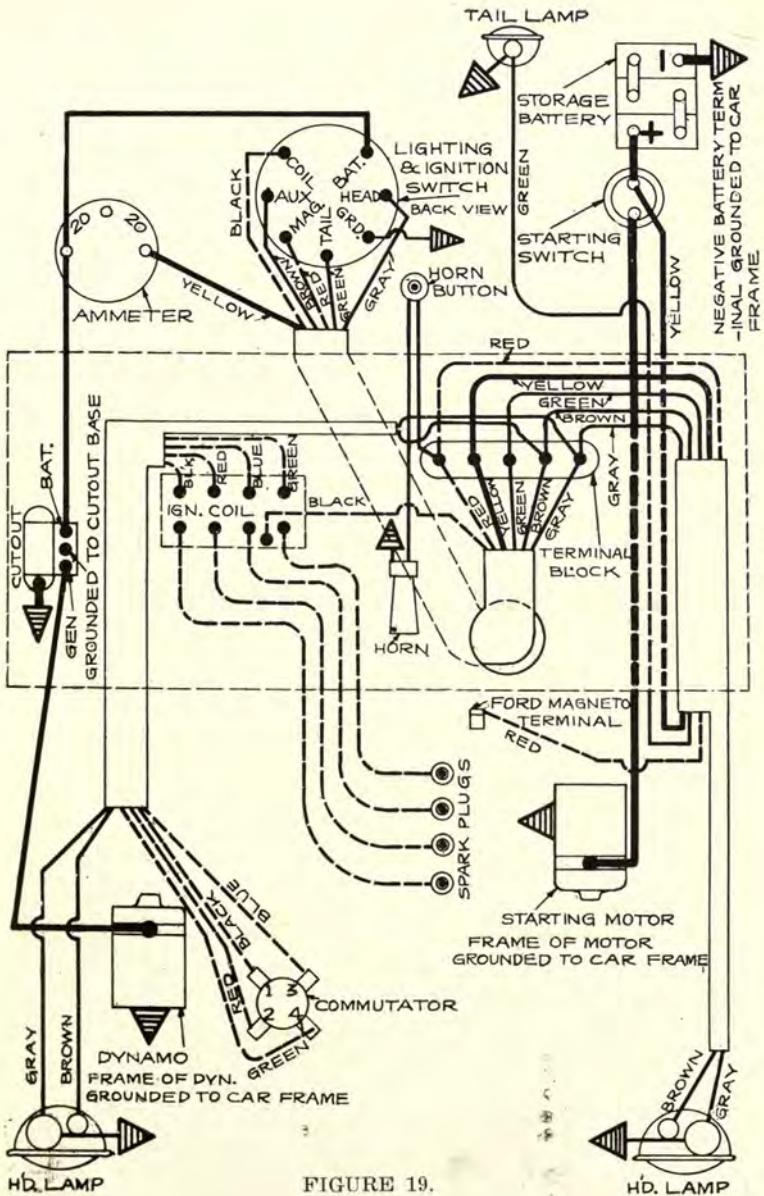 TAIL LAMP
STORAGE
BATTERY
-
+
GREEN
LIGHTING
& IGNITION
SWITCH
BACK VIEW
COIL
BAT.
AUX
HEAD
MAG.
TAIL
GRD.
BLACK
BROWN
RED
GREEN
GRAY
20 0 20
AMMETER
YELLOW
HORN
BUTTON
STARTING
SWITCH
YELLOW
NEGATIVE BATTERY TERM
-INAL GROUNDED TO CAR
FRAME
RED
YELLOW
GREEN
BROWN
GRAY
RED
YELLOW
GREEN
BROWN
GRAY
TERMINAL
BLOCK
BLK
RED
BLUE
GREEN
IGN. COIL
BLACK
HORN
CUTOUT
BAT.
GEN
GROUNDED TO CUTOUT BASE
FORD MAGNETO
TERMINAL
RED
SPARK PLUGS
STARTING MOTOR
FRAME OF MOTOR
GROUNDED TO CAR FRAME
RED
BLACK
BLUE
GREEN
1 3
2 4
COMMUTATOR
GRAY
BROWN
DYNAMO
FRAME OF DYN.
GROUNDED TO CAR FRAME
BROWN
GRAY
H'D. LAMP
FIGURE 19.
H'D. LAMP